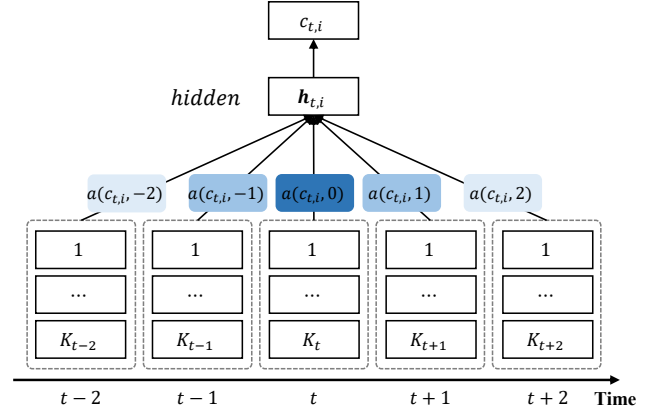 c_{t,i}
hidden h_{t,i}
a(c_{t,i}, −2) a(c_{t,i}, −1) a(c_{t,i}, 0) a(c_{t,i}, 1) a(c_{t,i}, 2)
1 1 1 1 1
... ... ... ... ...
K_{t−2} K_{t−1} K_t K_{t+1} K_{t+2}
t − 2 t − 1 t t + 1 t + 2 Time